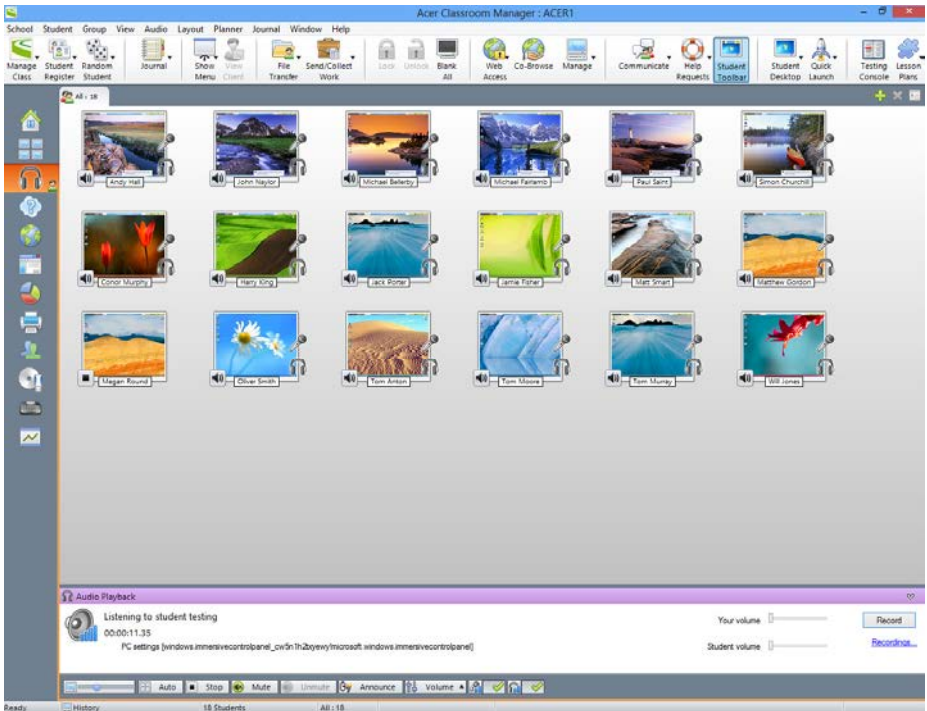 Acer Classroom Manager : ACER1
School Student Group View Audio Layout Planner Journal Window Help
Manage Class
Student Register
Random Student
Journal
Show Menu
View Client
File Transfer
Send/Collect Work
Lock
Unlock
Blank All
Web Access
Co-Browse
Manage
Communicate
Help Requests
Student Toolbar
Student Desktop
Quick Launch
Testing Console
Lesson Plans
All : 18
Andy Hall
John Naylor
Michael Bellerby
Michael Fairlamb
Paul Saint
Simon Churchill
Conor Murphy
Harry King
Jack Porter
Jamie Fisher
Matt Smart
Matthew Gordon
Megan Round
Oliver Smith
Tom Anton
Tom Moore
Tom Murray
Will Jones
Audio Playback
Listening to student testing
00:00:11.35
PC settings [windows.immersivecontrolpanel_cw5n1h2txyewy!microsoft.windows.immersivecontrolpanel]
Your volume
Student volume
Record
Recordings...
Auto Stop Mute Unmute Announce Volume
Ready History 18 Students All : 18